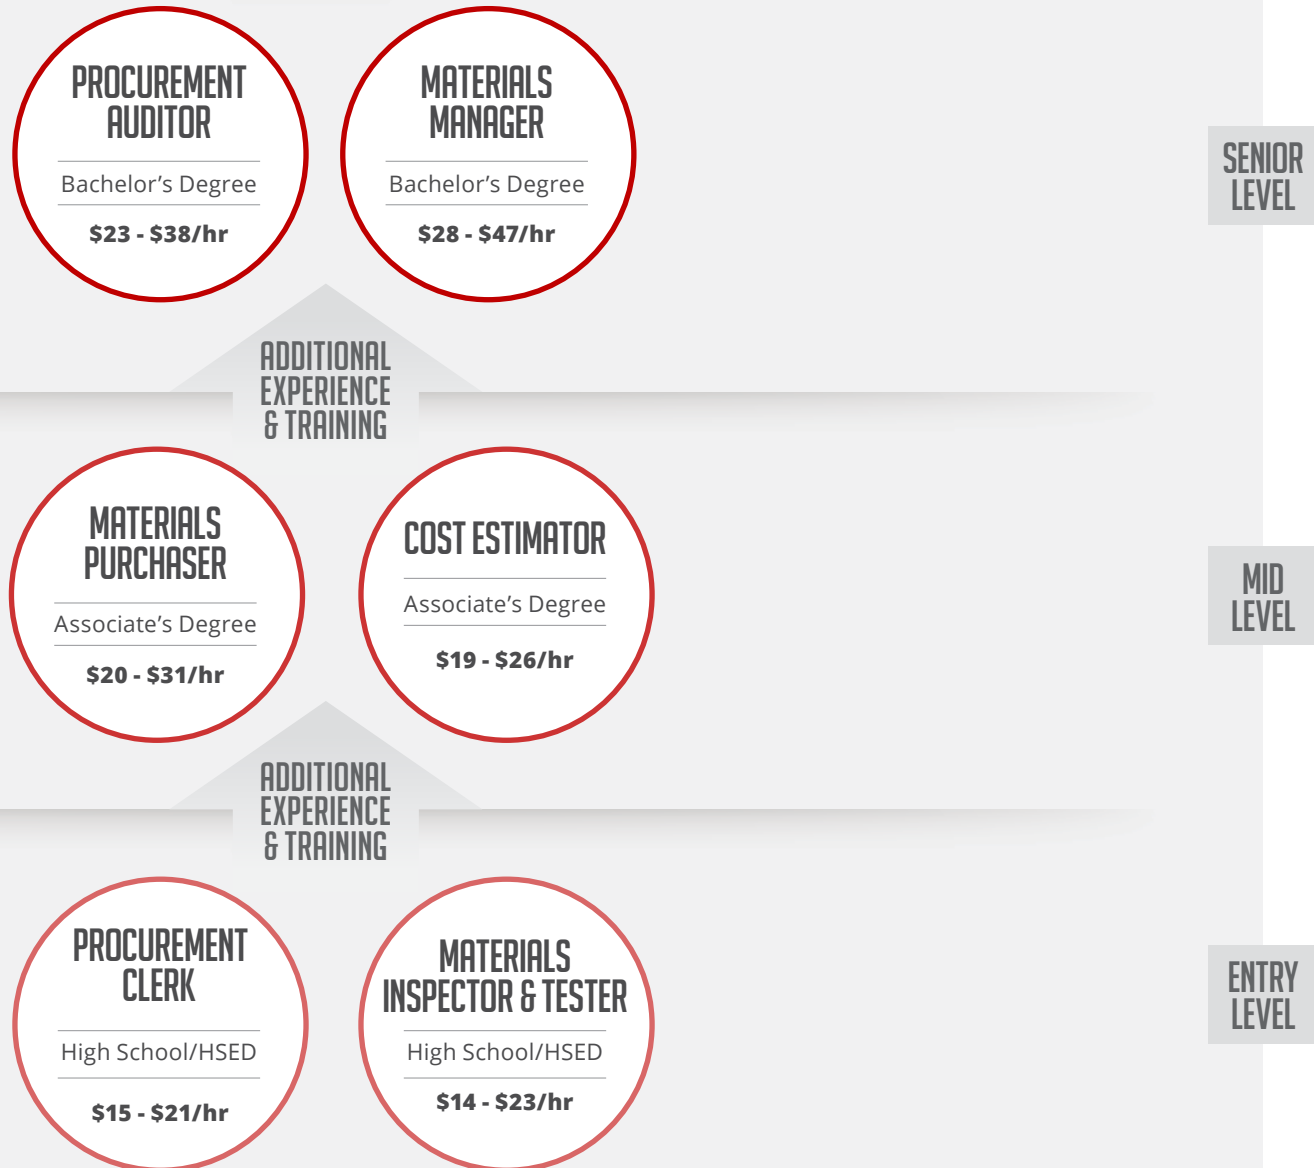 PROCUREMENT
AUDITOR
Bachelor’s Degree
$23 - $38/hr
MATERIALS
MANAGER
Bachelor’s Degree
$28 - $47/hr
SENIOR
LEVEL
ADDITIONAL
EXPERIENCE
& TRAINING
MATERIALS
PURCHASER
Associate’s Degree
$20 - $31/hr
COST ESTIMATOR
Associate’s Degree
$19 - $26/hr
MID
LEVEL
ADDITIONAL
EXPERIENCE
& TRAINING
PROCUREMENT
CLERK
High School/HSED
$15 - $21/hr
MATERIALS
INSPECTOR & TESTER
High School/HSED
$14 - $23/hr
ENTRY
LEVEL